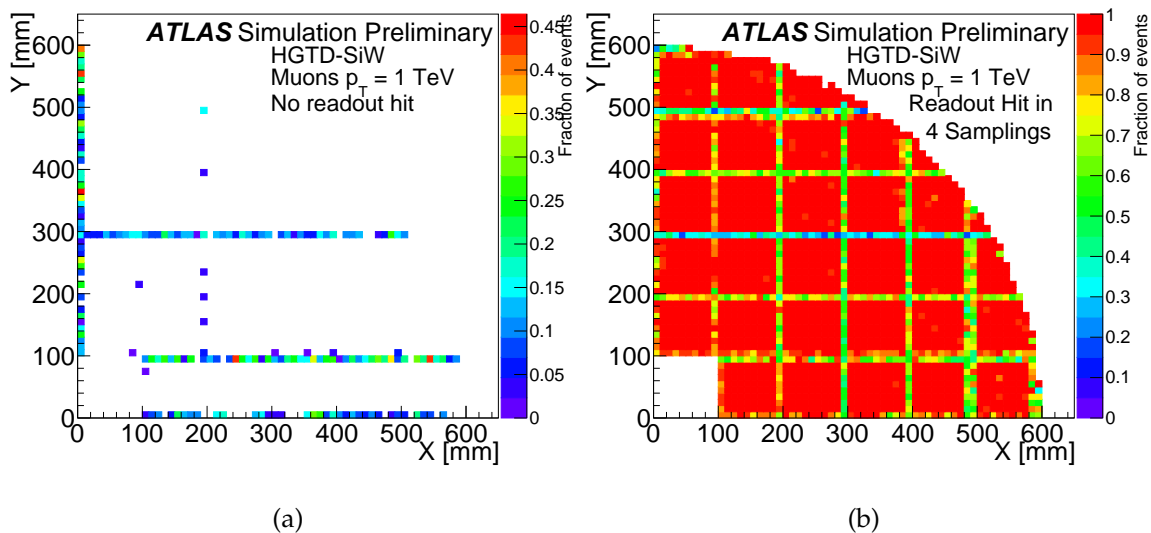 ATLAS Simulation Preliminary
HGTD-SiW
Muons p_T = 1 TeV
No readout hit
Y [mm]
600
500
400
300
200
100
0
0 100 200 300 400 500 600
X [mm]
Fraction of events
0.45
0.4
0.35
0.3
0.25
0.2
0.15
0.1
0.05
0
(a)
ATLAS Simulation Preliminary
HGTD-SiW
Muons p_T = 1 TeV
Readout Hit in
4 Samplings
Y [mm]
600
500
400
300
200
100
0
0 100 200 300 400 500 600
X [mm]
Fraction of events
1
0.9
0.8
0.7
0.6
0.5
0.4
0.3
0.2
0.1
0
(b)